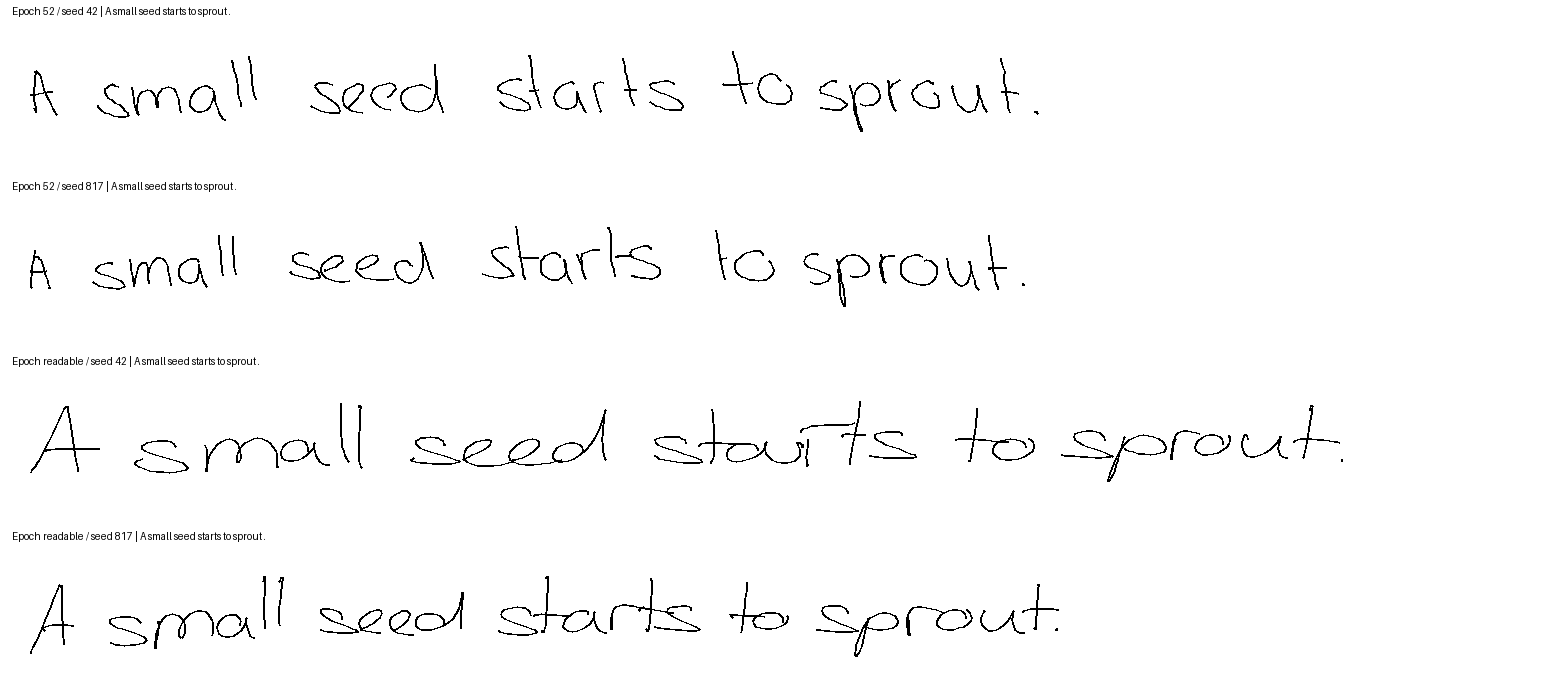 Epoch 52 / seed 42 | A small seed starts to sprout.
A small seed starts to sprout.
Epoch 52 / seed 817 | A small seed starts to sprout.
A small seed starts to sprout.
Epoch readable / seed 42 | A small seed starts to sprout.
A small seed starts to sprout.
Epoch readable / seed 817 | A small seed starts to sprout.
A small seed starts to sprout.